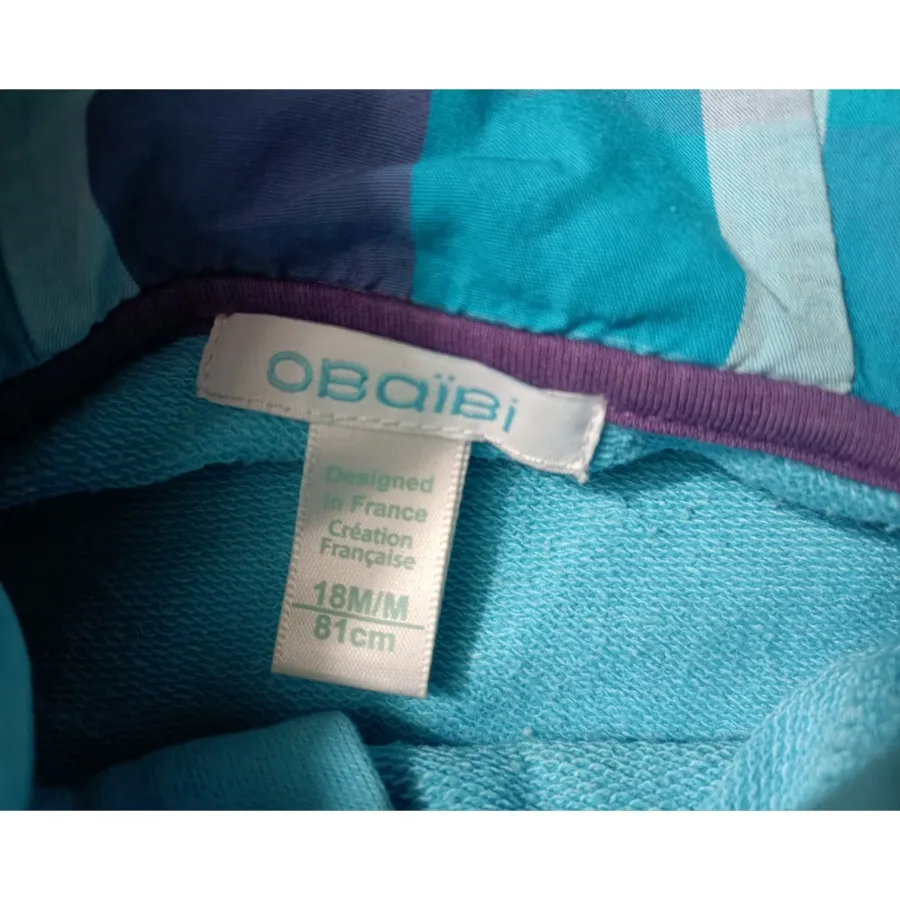 OBaïBi
Designed
in France
Création
Française
18M/M
81cm